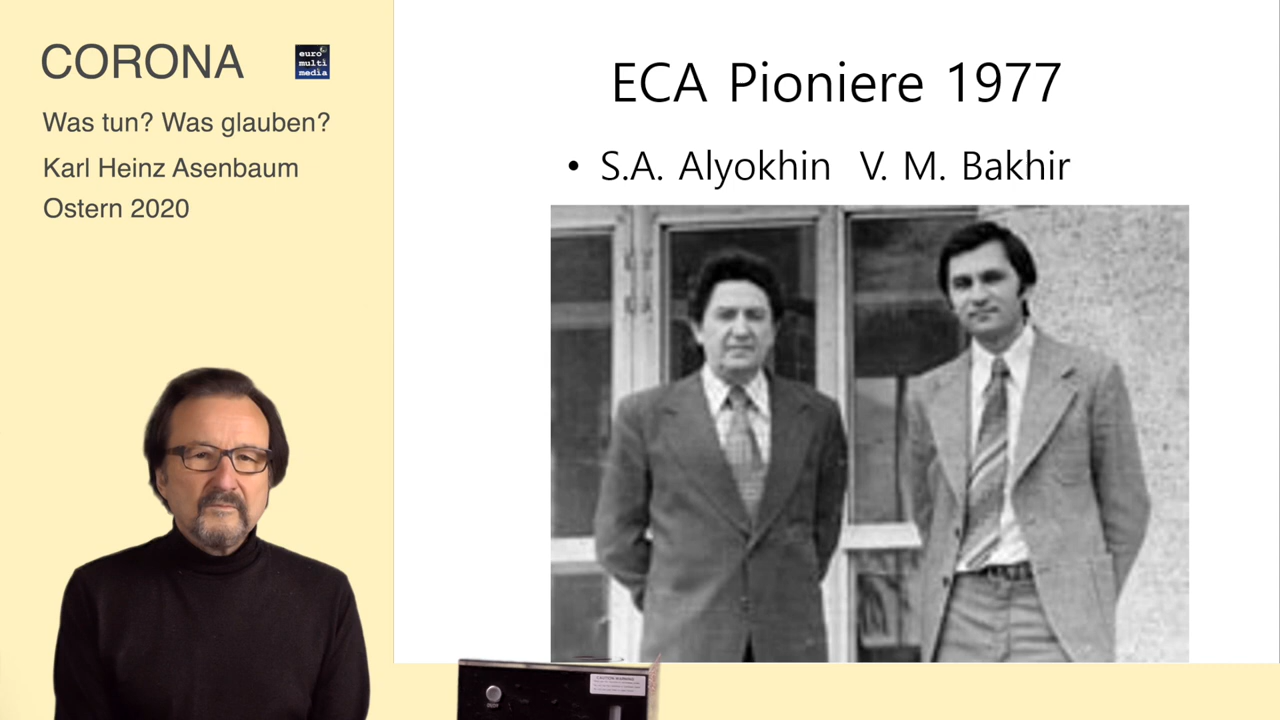 CORONA
euro
multi
media
Was tun? Was glauben?
Karl Heinz Asenbaum
Ostern 2020
ECA Pioniere 1977
• S.A. Alyokhin V. M. Bakhir
CAUTION WARNING